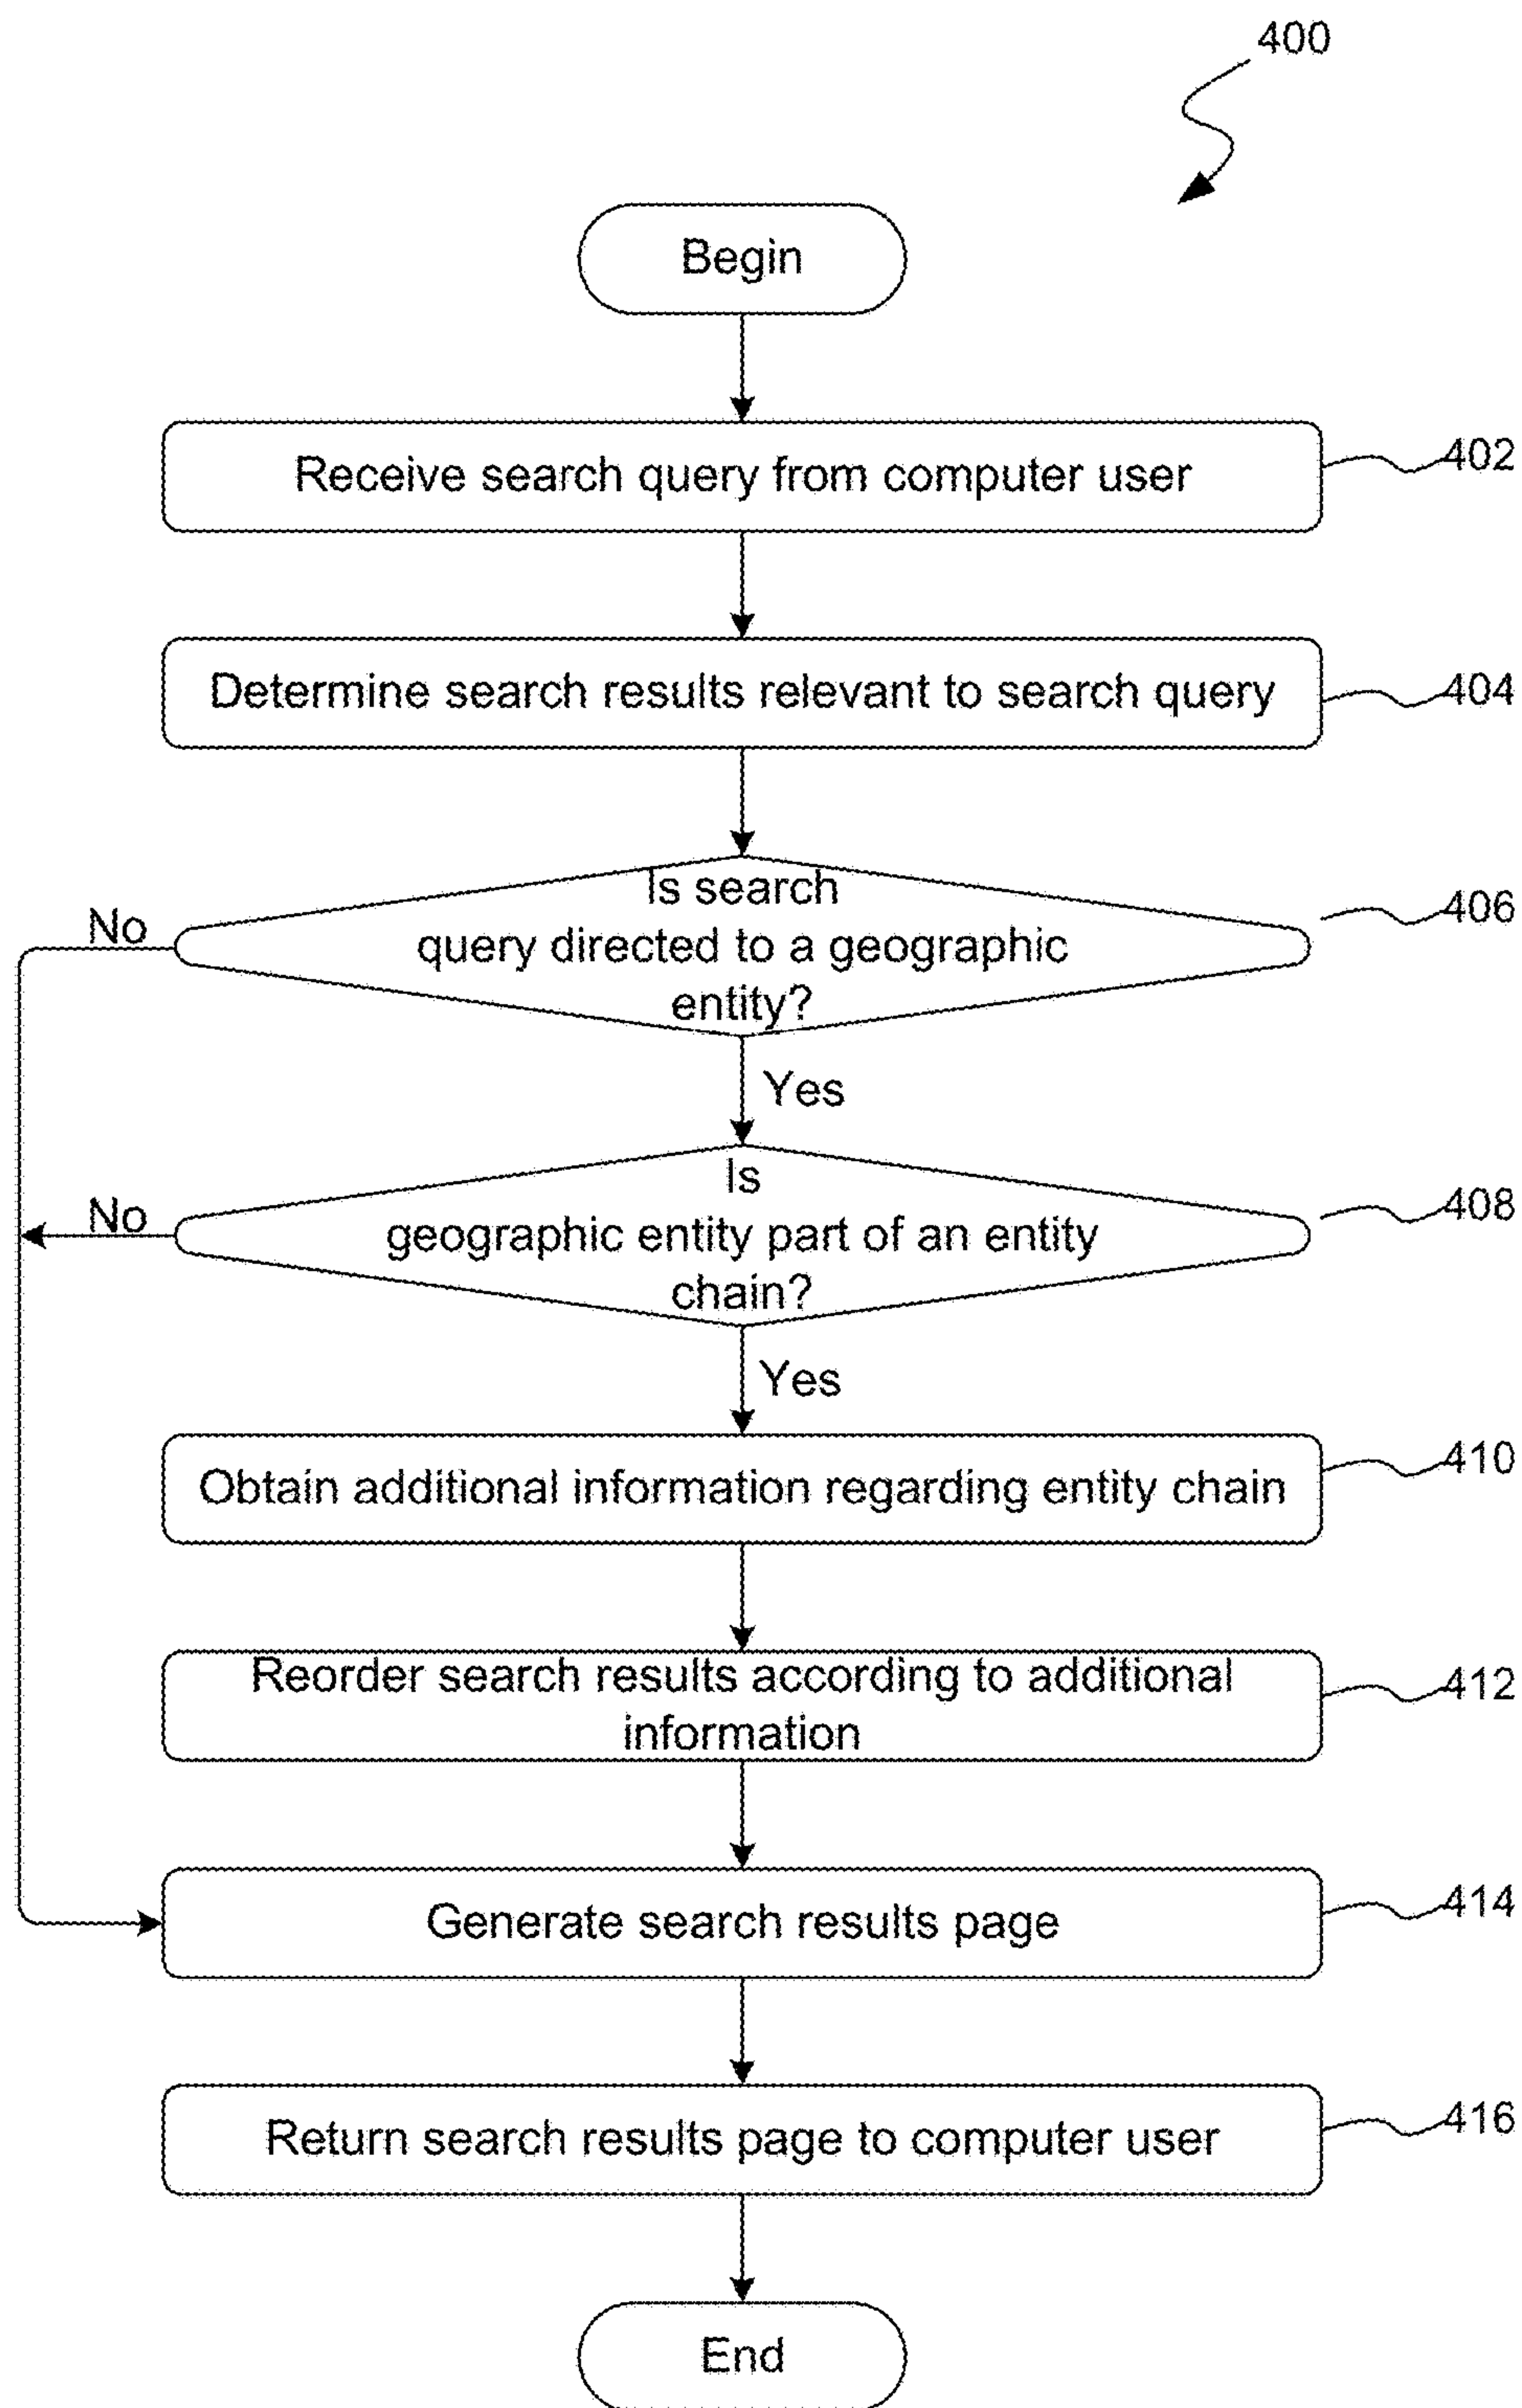 400
Begin
Receive search query from computer user
402
Determine search results relevant to search query
404
Is search
query directed to a geographic
entity?
406
No
Yes
Is
geographic entity part of an entity
chain?
408
No
Yes
Obtain additional information regarding entity chain
410
Reorder search results according to additional
information
412
Generate search results page
414
Return search results page to computer user
416
End